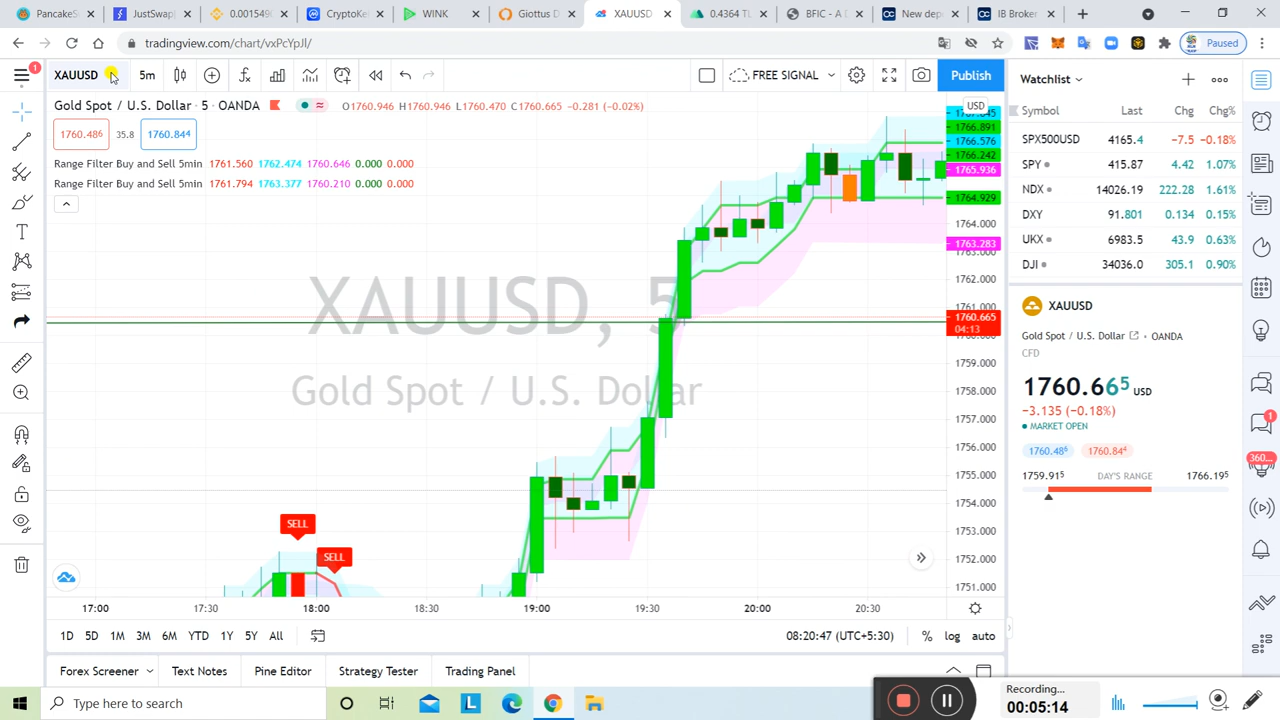 PancakeS
JustSwap
0.0015490
CryptoKe
WINK
Giottus D
XAUUSD
0.4364 TL
BFIC - A D
New dep
IB Broker
tradingview.com/chart/vxPcYpJl/
Paused
XAUUSD
5m
FREE SIGNAL
Publish
Watchlist
1
Gold Spot / U.S. Dollar · 5 · OANDA
O1760.946 H1760.946 L1760.470 C1760.665 -0.281 (-0.02%)
USD
1760.486
35.8
1760.844
Range Filter Buy and Sell 5min 1761.560 1762.474 1760.646 0.000 0.000
Range Filter Buy and Sell 5min 1761.794 1763.377 1760.210 0.000 0.000
XAUUSD, 5
Gold Spot / U.S. Dollar
SELL
SELL
1766.891
1766.576
1766.242
1765.936
1764.929
1764.000
1763.283
1762.000
1761.000
1760.665
04:13
1759.000
1758.000
1757.000
1756.000
1755.000
1754.000
1753.000
1752.000
1751.000
17:00 17:30 18:00 18:30 19:00 19:30 20:00 20:30
1D 5D 1M 3M 6M YTD 1Y 5Y All
08:20:47 (UTC+5:30)
% log auto
Forex Screener
Text Notes
Pine Editor
Strategy Tester
Trading Panel
Symbol Last Chg Chg%
SPX500USD 4165.4 -7.5 -0.18%
SPY 415.87 4.42 1.07%
NDX 14026.19 222.28 1.61%
DXY 91.801 0.134 0.15%
UKX 6983.5 43.9 0.63%
DJI 34036.0 305.1 0.90%
XAUUSD
Gold Spot / U.S. Dollar · OANDA
CFD
1760.665 USD
-3.135 (-0.18%)
MARKET OPEN
1760.486 1760.844
1759.915 DAY'S RANGE 1766.195
1
360...
Type here to search
Recording...
00:05:14